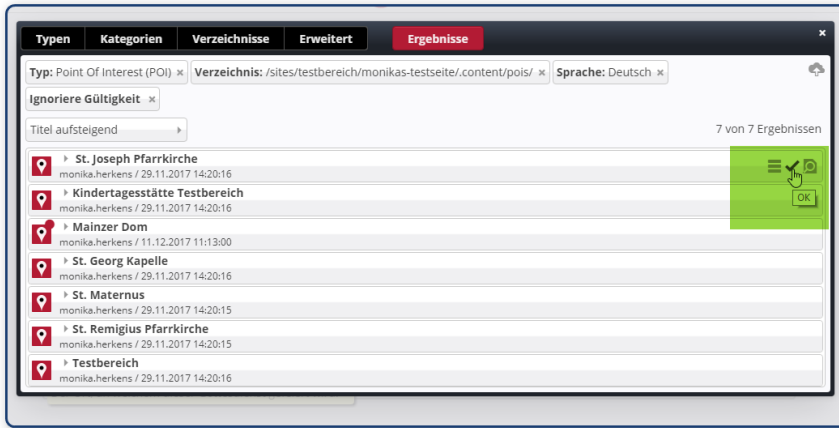 Typen Kategorien Verzeichnisse Erweitert Ergebnisse ×
Typ: Point Of Interest (POI) × Verzeichnis: /sites/testbereich/monikas-testseite/.content/pois/ × Sprache: Deutsch ×
Ignoriere Gültigkeit ×
Titel aufsteigend 7 von 7 Ergebnissen
St. Joseph Pfarrkirche
monika.herkens / 29.11.2017 14:20:16
Kindertagesstätte Testbereich OK
monika.herkens / 29.11.2017 14:20:16
Mainzer Dom
monika.herkens / 11.12.2017 11:13:00
St. Georg Kapelle
monika.herkens / 29.11.2017 14:20:16
St. Maternus
monika.herkens / 29.11.2017 14:20:15
St. Remigius Pfarrkirche
monika.herkens / 29.11.2017 14:20:15
Testbereich
monika.herkens / 29.11.2017 14:20:16